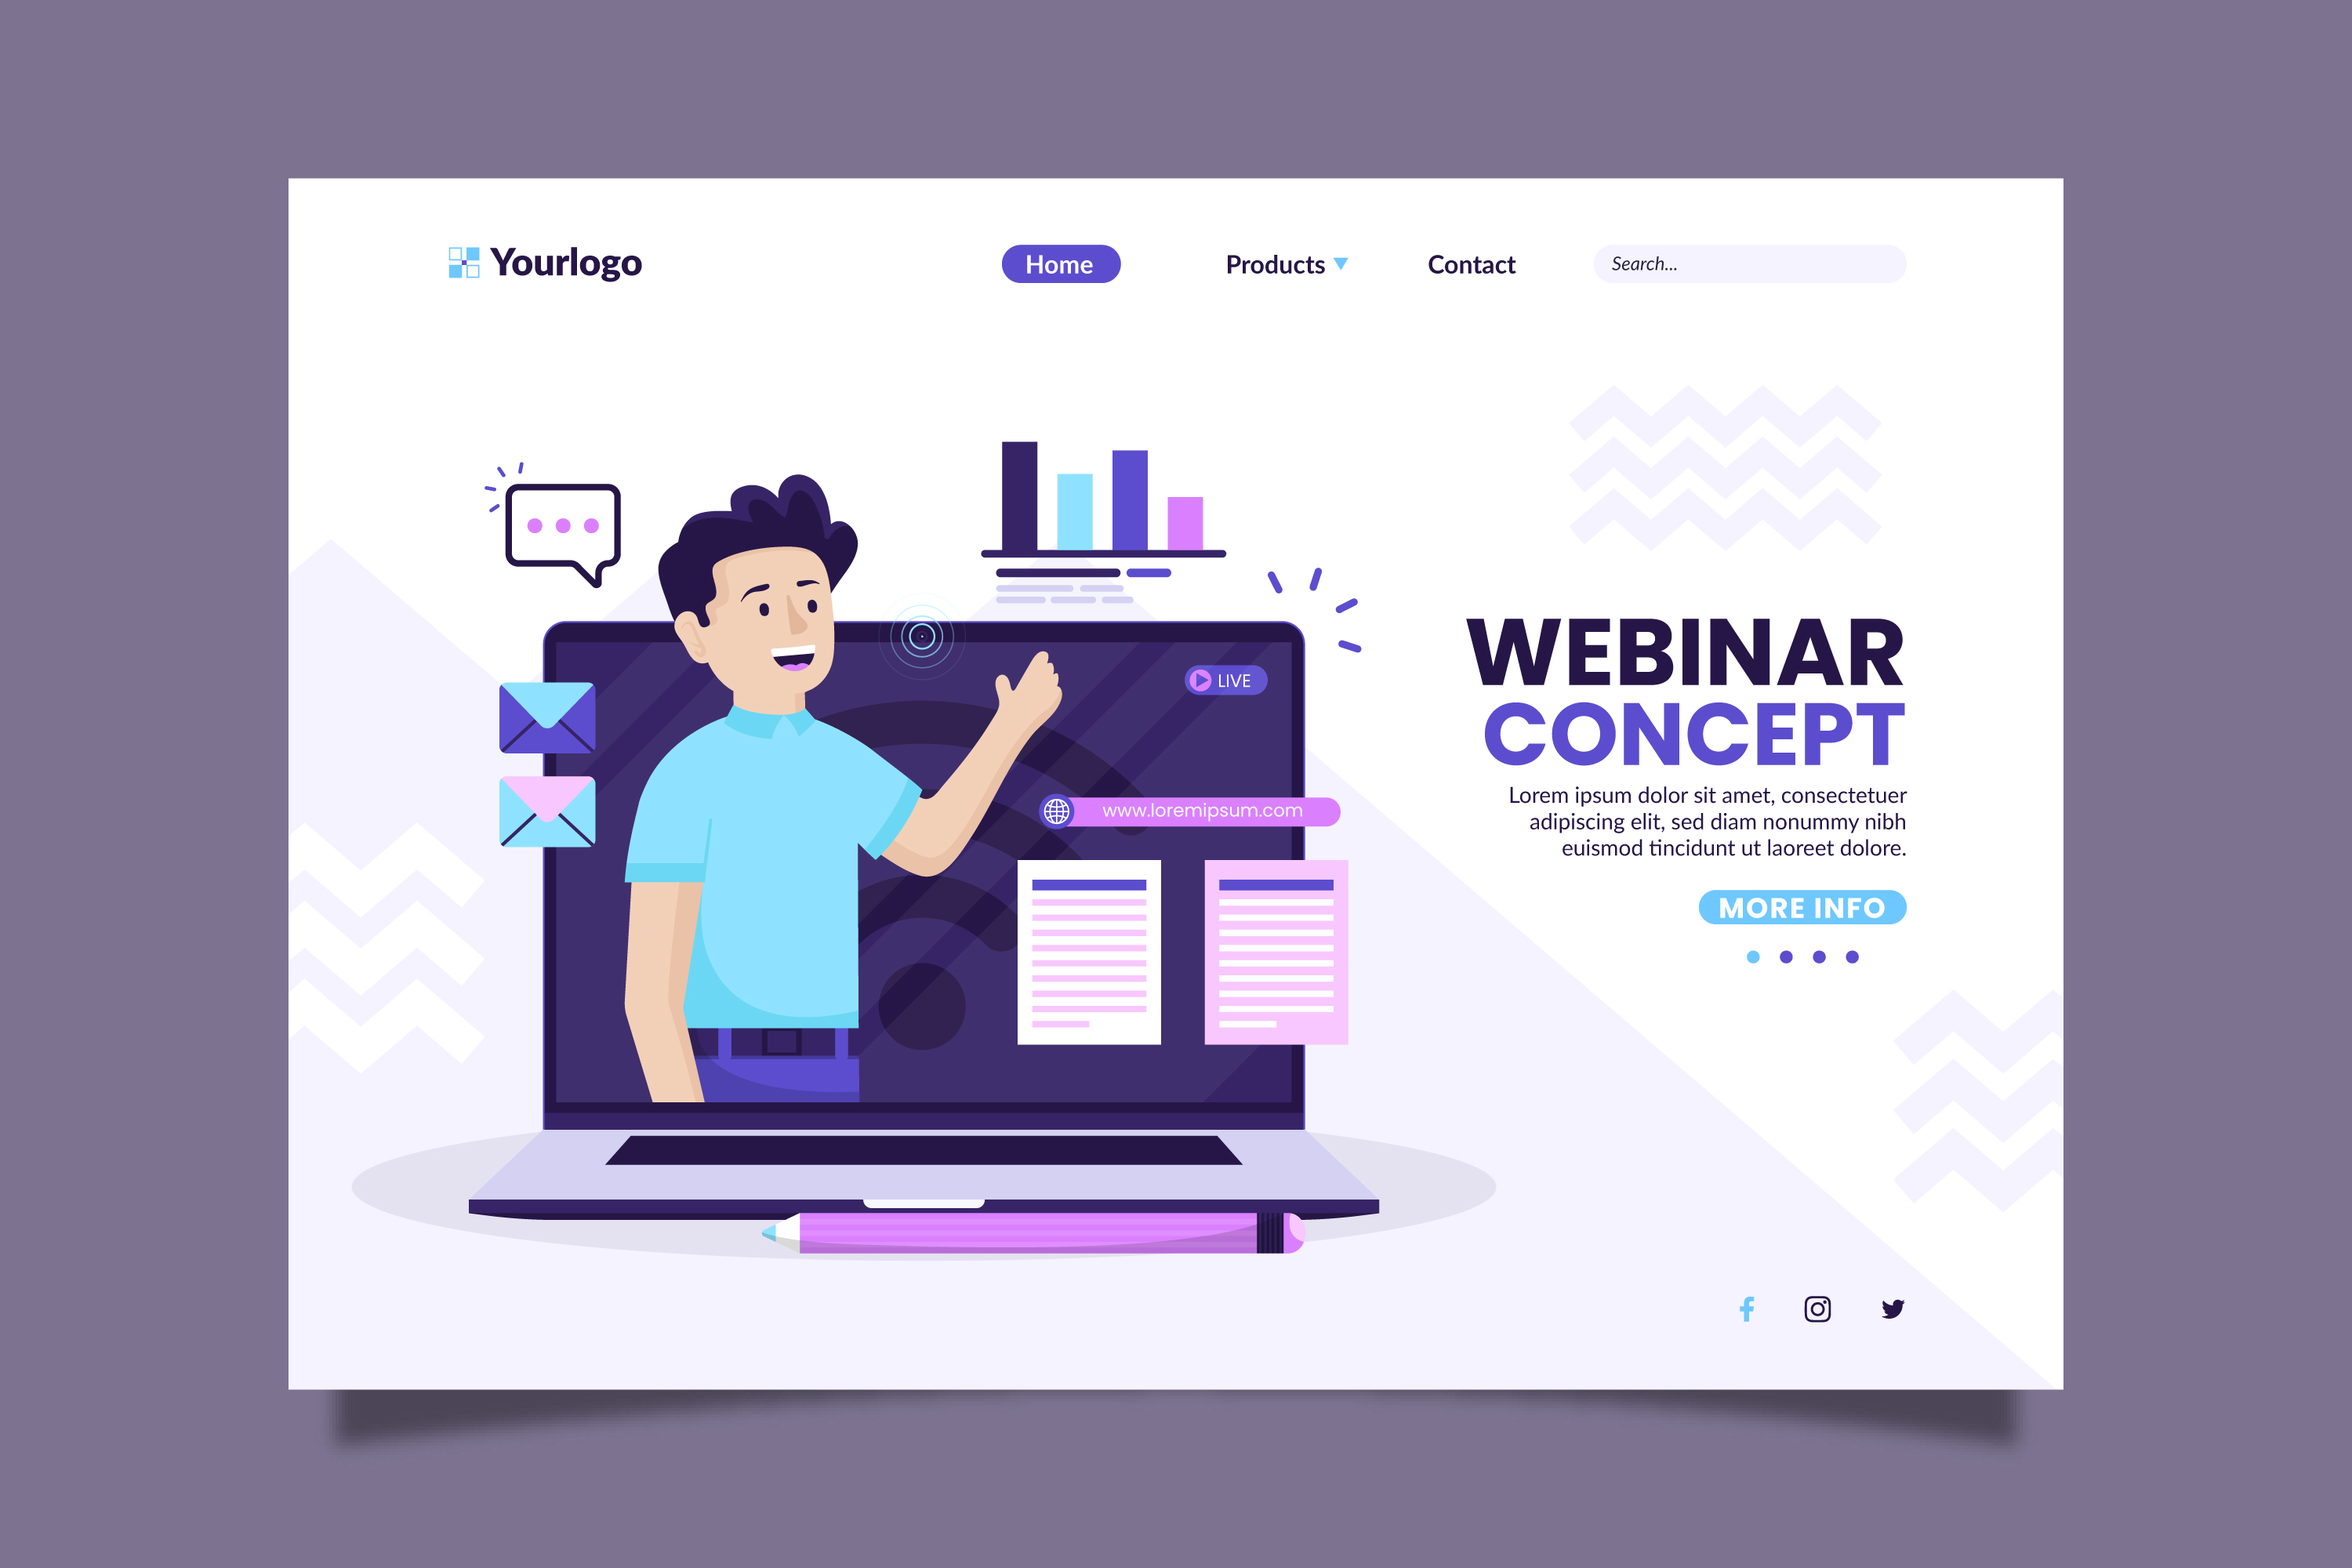 Yourlogo
Home
Products
Contact
Search...
LIVE
www.loremipsum.com
WEBINAR
CONCEPT
Lorem ipsum dolor sit amet, consectetuer
adipiscing elit, sed diam nonummy nibh
euismod tincidunt ut laoreet dolore.
MORE INFO